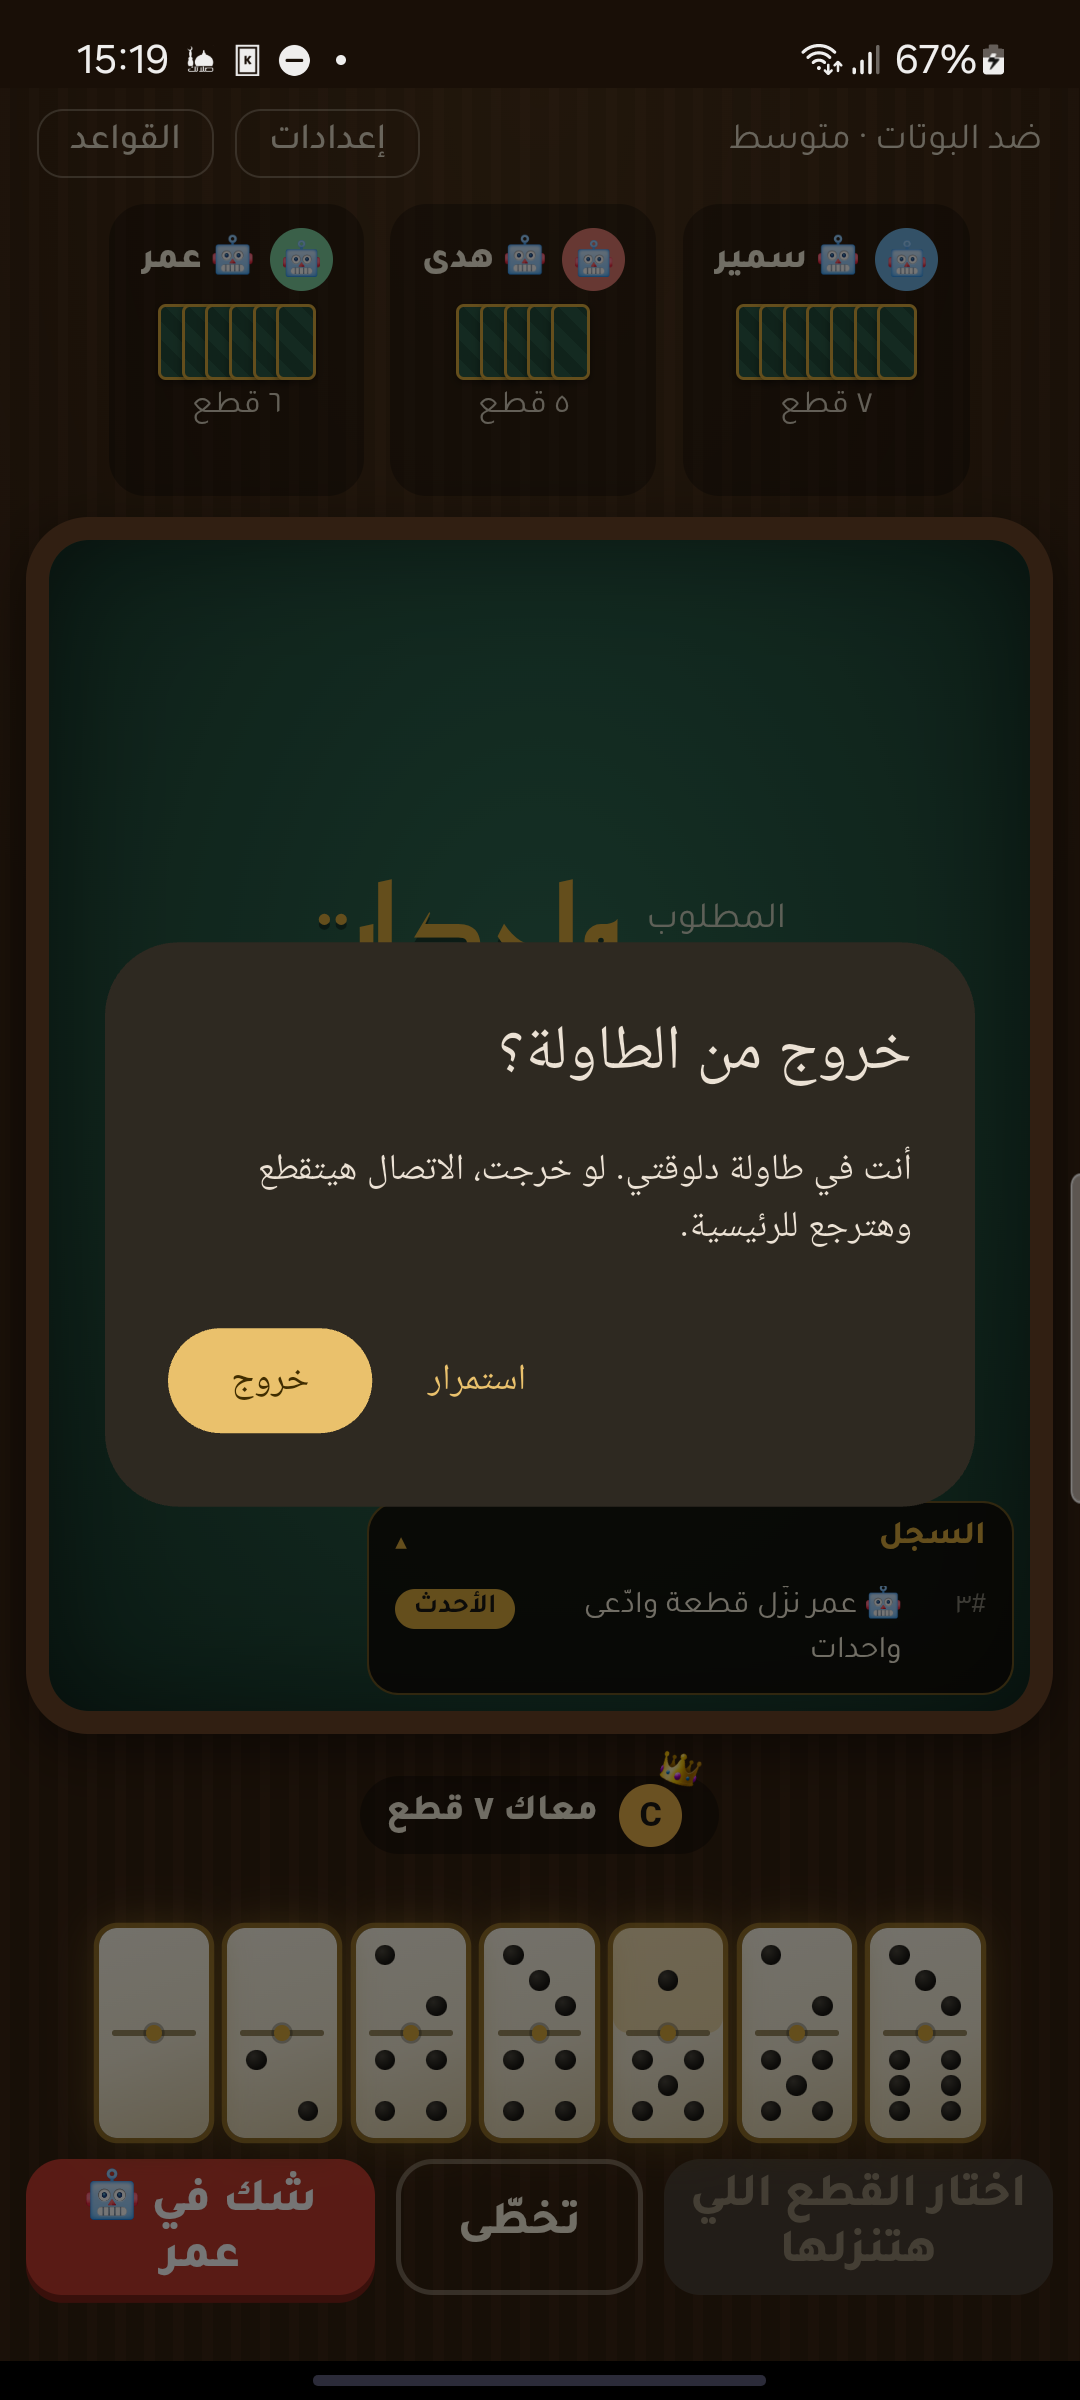 15:19
67%
ضد البوتات · متوسط
إعدادات
القواعد
سمير
٧ قطع
هدى
٥ قطع
عمر
٦ قطع
المطلوب
واحدات
خروج من الطاولة؟
أنت في طاولة دلوقتي. لو خرجت، الاتصال هيتقطع
وهترجع للرئيسية.
استمرار
خروج
السجل
#٣
عمر نزّل قطعة وادّعى
واحدات
الأحدث
C
معاك ٧ قطع
اختار القطع اللي
هتنزلها
تخطّى
شك في
عمر